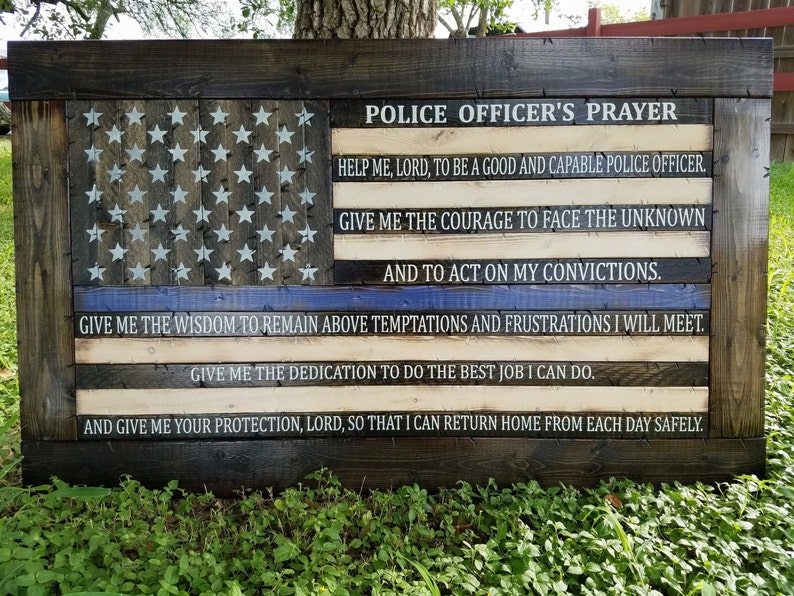 POLICE OFFICER'S PRAYER
HELP ME, LORD, TO BE A GOOD AND CAPABLE POLICE OFFICER.
GIVE ME THE COURAGE TO FACE THE UNKNOWN
AND TO ACT ON MY CONVICTIONS.
GIVE ME THE WISDOM TO REMAIN ABOVE TEMPTATIONS AND FRUSTRATIONS I WILL MEET.
GIVE ME THE DEDICATION TO DO THE BEST JOB I CAN DO.
AND GIVE ME YOUR PROTECTION, LORD, SO THAT I CAN RETURN HOME FROM EACH DAY SAFELY.